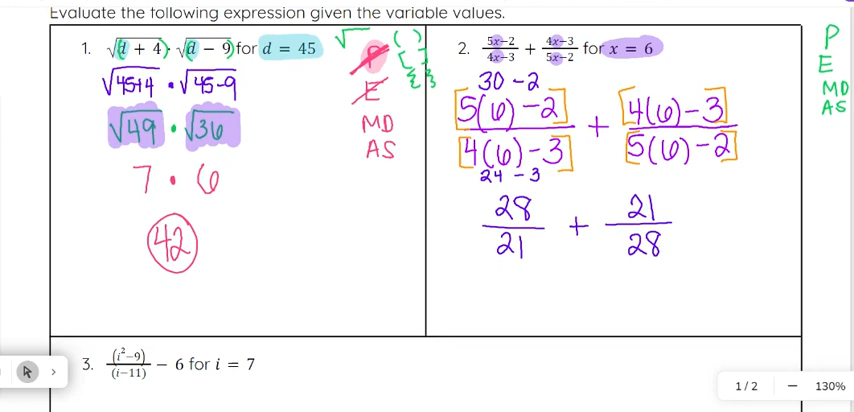 Evaluate the following expression given the variable values.
1. √(d + 4) · √(d − 9) for d = 45
√45+4 · √45-9
√49 · √36
7 · 6
42
√ ( )
[ ]
{ }
P
E
MD
AS
2. 5x−2/4x−3 + 4x−3/5x−2 for x = 6
30 - 2
[5(6) - 2]/[4(6) - 3] + [4(6) - 3]/[5(6) - 2]
24 - 3
28/21 + 21/28
P
E
MD
AS
3. (i²−9)/(i−11) − 6 for i = 7
1 / 2 − 130%